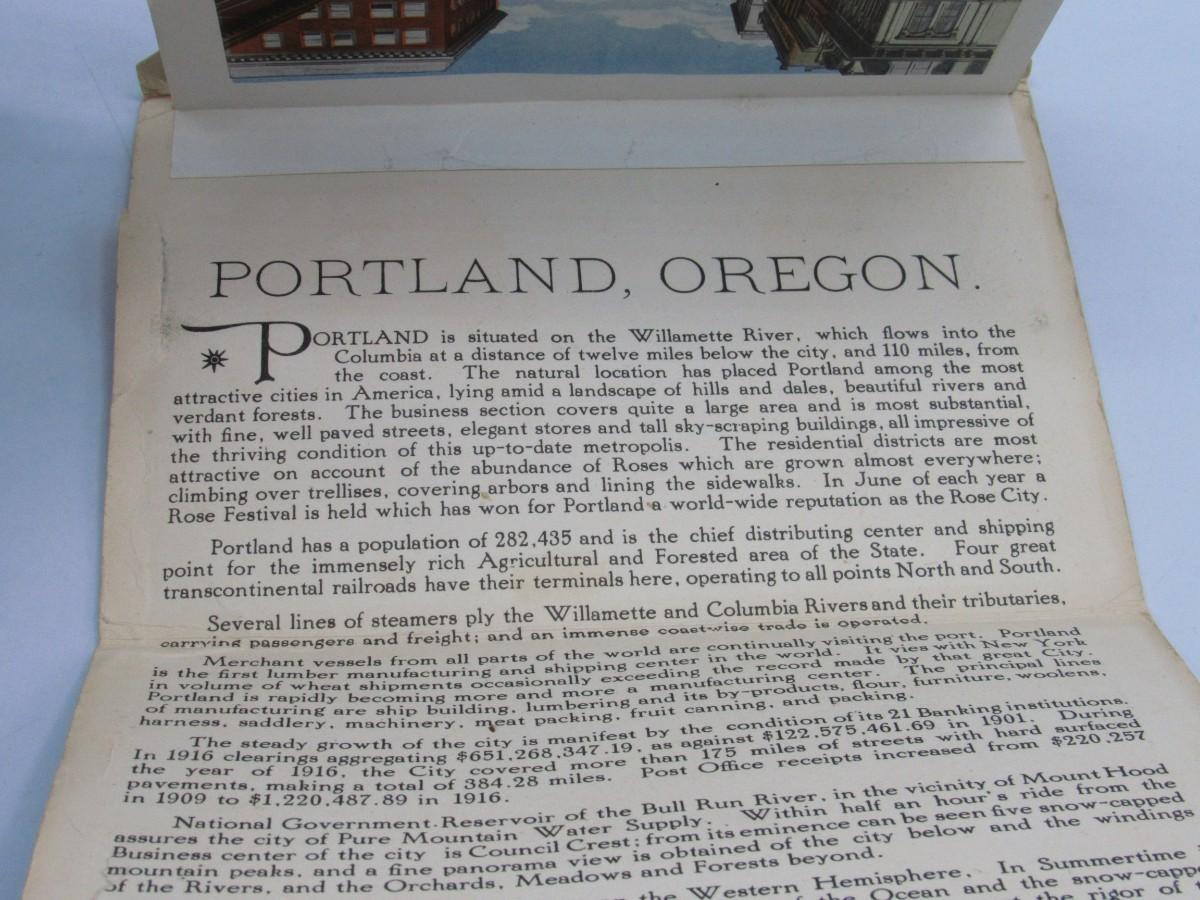 PORTLAND, OREGON.
PORTLAND is situated on the Willamette River, which flows into the
Columbia at a distance of twelve miles below the city, and 110 miles, from
the coast. The natural location has placed Portland among the most
attractive cities in America, lying amid a landscape of hills and dales, beautiful rivers and
verdant forests. The business section covers quite a large area and is most substantial,
with fine, well paved streets, elegant stores and tall sky-scraping buildings, all impressive of
the thriving condition of this up-to-date metropolis. The residential districts are most
attractive on account of the abundance of Roses which are grown almost everywhere;
climbing over trellises, covering arbors and lining the sidewalks. In June of each year a
Rose Festival is held which has won for Portland a world-wide reputation as the Rose City.
Portland has a population of 282,435 and is the chief distributing center and shipping
point for the immensely rich Agricultural and Forested area of the State. Four great
transcontinental railroads have their terminals here, operating to all points North and South.
Several lines of steamers ply the Willamette and Columbia Rivers and their tributaries,
carrying passengers and freight; and an immense coast-wise trade is operated.
Merchant vessels from all parts of the world are continually visiting the port. Portland
is the first lumber manufacturing and shipping center in the world. It vies with New York
in volume of wheat shipments occasionally exceeding the record made by that great City.
Portland is rapidly becoming more and more a manufacturing center. The principal lines
of manufacturing are ship building, lumbering and its by-products, flour, furniture, woolens,
harness, saddlery, machinery, meat packing, fruit canning, and packing.
The steady growth of the city is manifest by the condition of its 21 Banking institutions.
In 1916 clearings aggregating $651,268,347.19, as against $122,575,461.69 in 1901. During
the year of 1916, the City covered more than 175 miles of streets with hard surfaced
pavements, making a total of 384.28 miles. Post Office receipts increased from $220,257
in 1909 to $1,220,487.89 in 1916.
National Government Reservoir of the Bull Run River, in the vicinity of Mount Hood
assures the city of Pure Mountain Water Supply. Within half an hour's ride from the
Business center of the city is Council Crest; from its eminence can be seen five snow-capped
mountain peaks, and a fine panorama view is obtained of the city below and the windings
of the Rivers, and the Orchards, Meadows and Forests beyond.
the Western Hemisphere. In Summertime
of the Ocean and the snow-capp
the rigor of